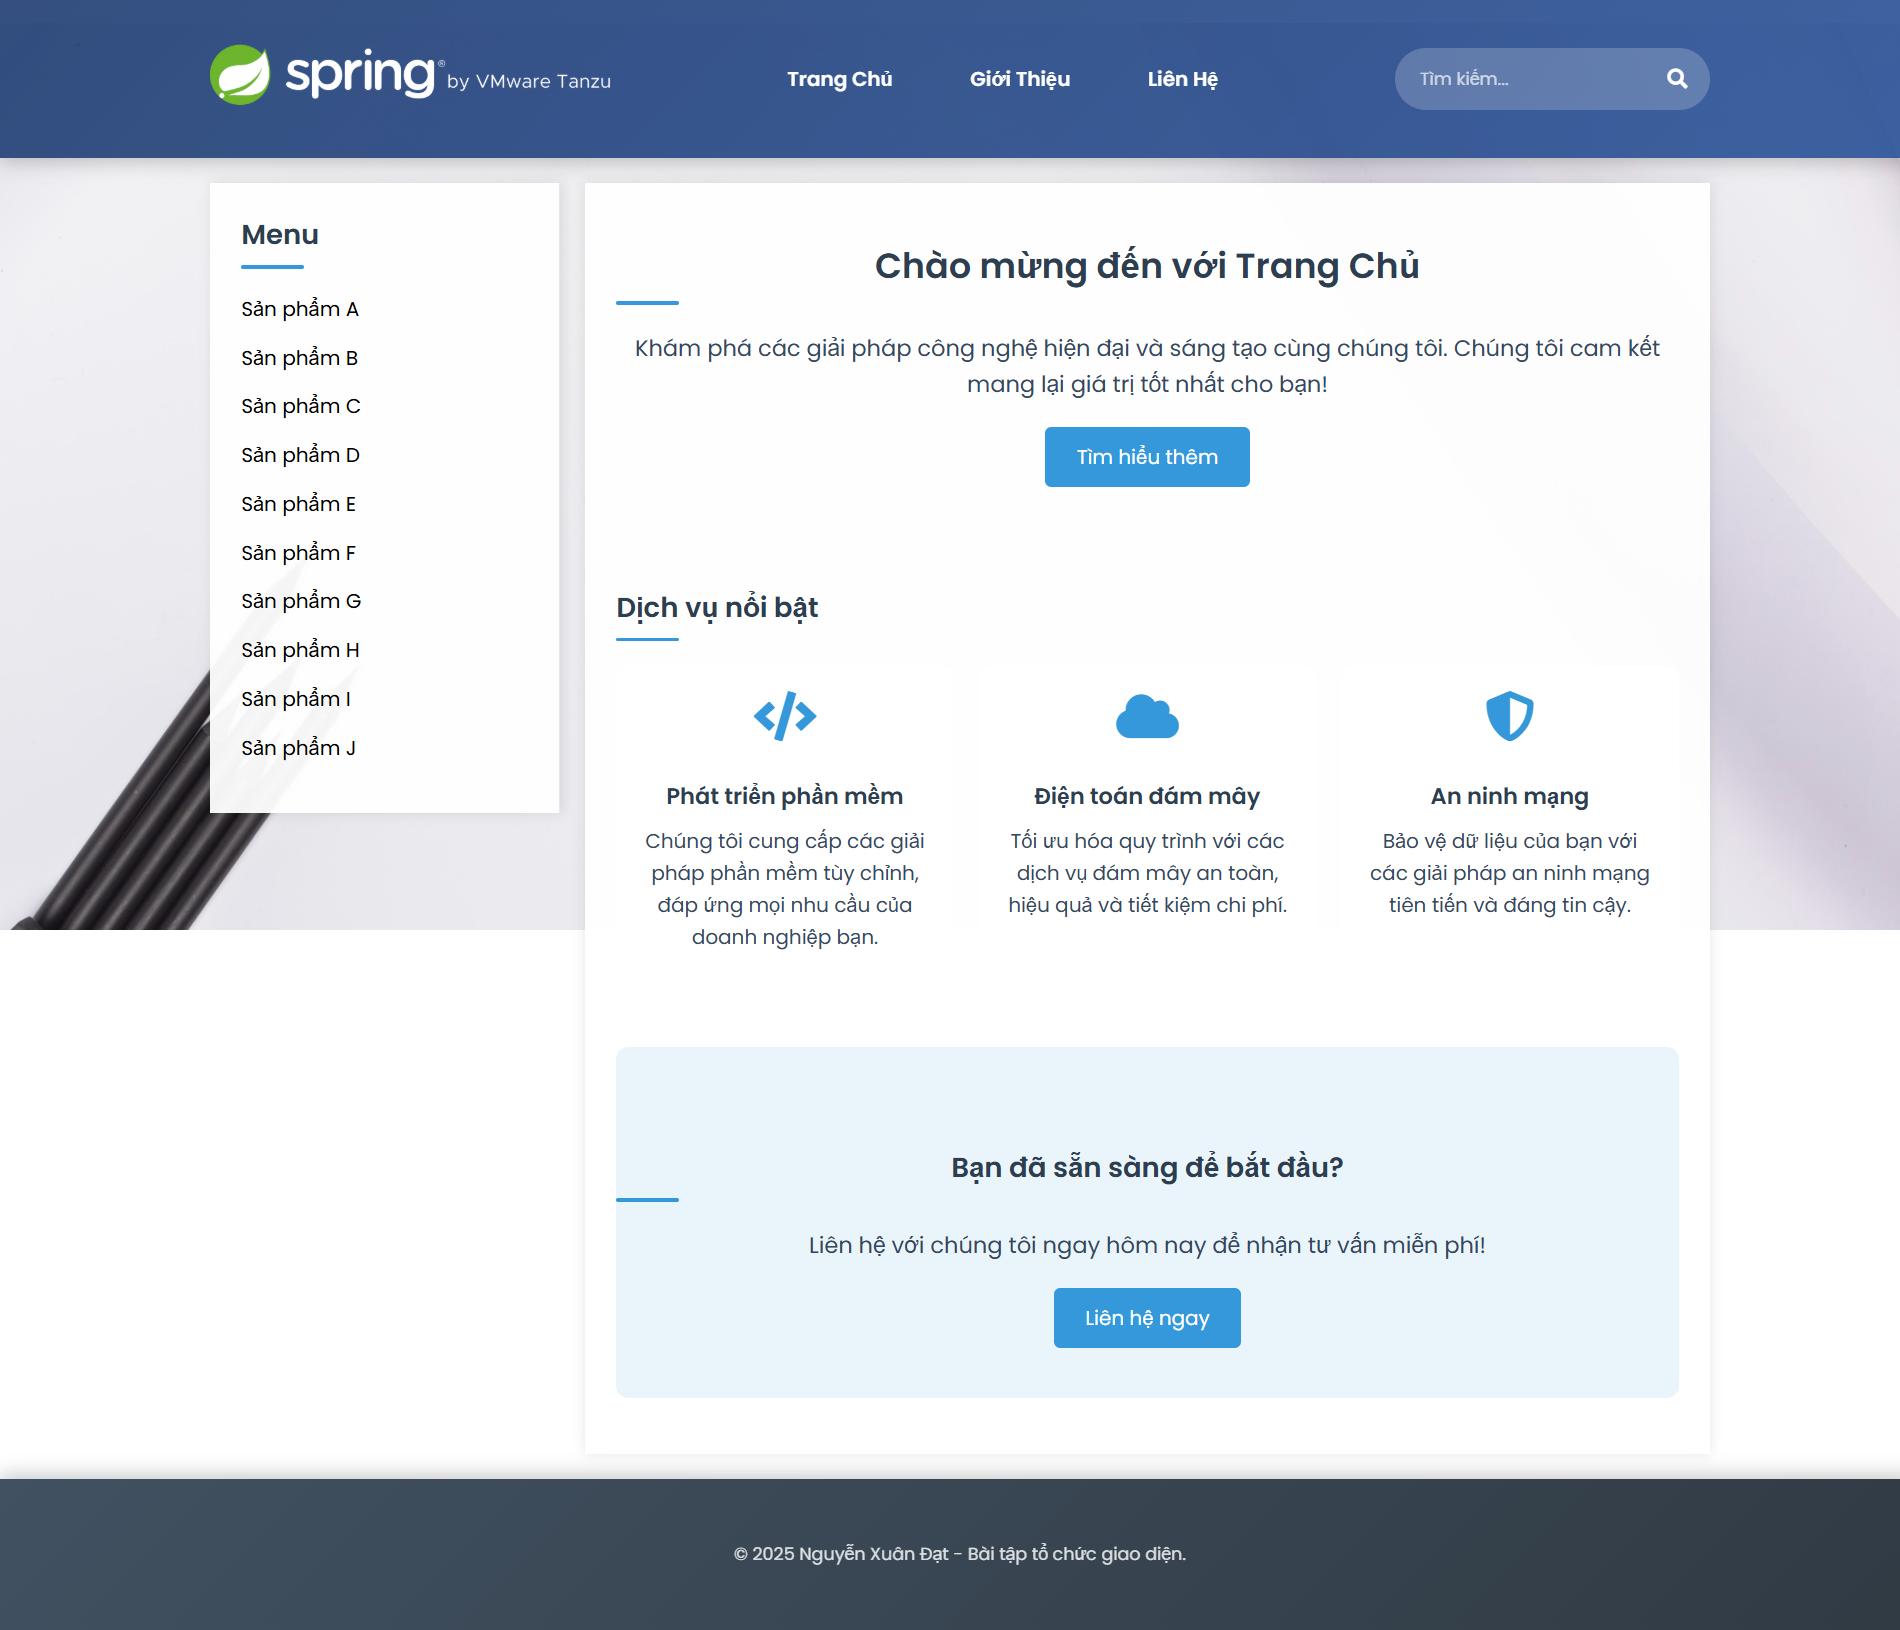 spring® by VMware Tanzu
Trang Chủ
Giới Thiệu
Liên Hệ
Tìm kiếm...
Menu
Sản phẩm A
Sản phẩm B
Sản phẩm C
Sản phẩm D
Sản phẩm E
Sản phẩm F
Sản phẩm G
Sản phẩm H
Sản phẩm I
Sản phẩm J
Chào mừng đến với Trang Chủ
Khám phá các giải pháp công nghệ hiện đại và sáng tạo cùng chúng tôi. Chúng tôi cam kết
mang lại giá trị tốt nhất cho bạn!
Tìm hiểu thêm
Dịch vụ nổi bật
Phát triển phần mềm
Chúng tôi cung cấp các giải
pháp phần mềm tùy chỉnh,
đáp ứng mọi nhu cầu của
doanh nghiệp bạn.
Điện toán đám mây
Tối ưu hóa quy trình với các
dịch vụ đám mây an toàn,
hiệu quả và tiết kiệm chi phí.
An ninh mạng
Bảo vệ dữ liệu của bạn với
các giải pháp an ninh mạng
tiên tiến và đáng tin cậy.
Bạn đã sẵn sàng để bắt đầu?
Liên hệ với chúng tôi ngay hôm nay để nhận tư vấn miễn phí!
Liên hệ ngay
© 2025 Nguyễn Xuân Đạt - Bài tập tổ chức giao diện.